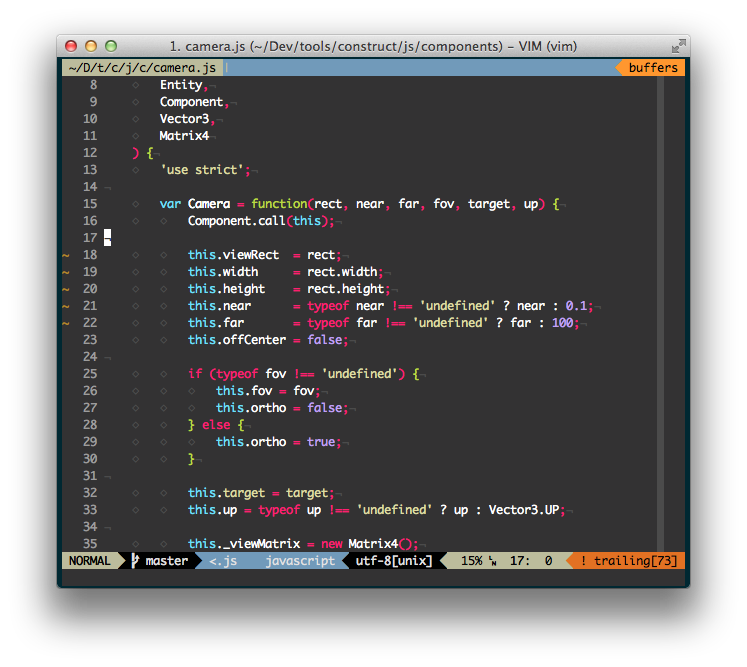 1. camera.js (~/Dev/tools/construct/js/components) – VIM (vim)
~/D/t/c/j/c/camera.js buffers
8 ◇ Entity,¬
9 ◇ Component,¬
10 ◇ Vector3,¬
11 ◇ Matrix4¬
12 ◇ ) {¬
13 ◇ 'use strict';¬
14 ¬
15 ◇ var Camera = function(rect, near, far, fov, target, up) {¬
16 ◇ ◇ Component.call(this);¬
17 ¬
~ 18 ◇ ◇ this.viewRect = rect;¬
~ 19 ◇ ◇ this.width = rect.width;¬
~ 20 ◇ ◇ this.height = rect.height;¬
~ 21 ◇ ◇ this.near = typeof near !== 'undefined' ? near : 0.1;¬
~ 22 ◇ ◇ this.far = typeof far !== 'undefined' ? far : 100;¬
23 ◇ ◇ this.offCenter = false;¬
24 ¬
25 ◇ ◇ if (typeof fov !== 'undefined') {¬
26 ◇ ◇ ◇ this.fov = fov;¬
27 ◇ ◇ ◇ this.ortho = false;¬
28 ◇ ◇ } else {¬
29 ◇ ◇ ◇ this.ortho = true;¬
30 ◇ ◇ }¬
31 ¬
32 ◇ ◇ this.target = target;¬
33 ◇ ◇ this.up = typeof up !== 'undefined' ? up : Vector3.UP;¬
34 ¬
35 ◇ ◇ this._viewMatrix = new Matrix4();¬
NORMAL master <.js javascript utf-8[unix] 15% ␤ 17: 0 ! trailing[73]